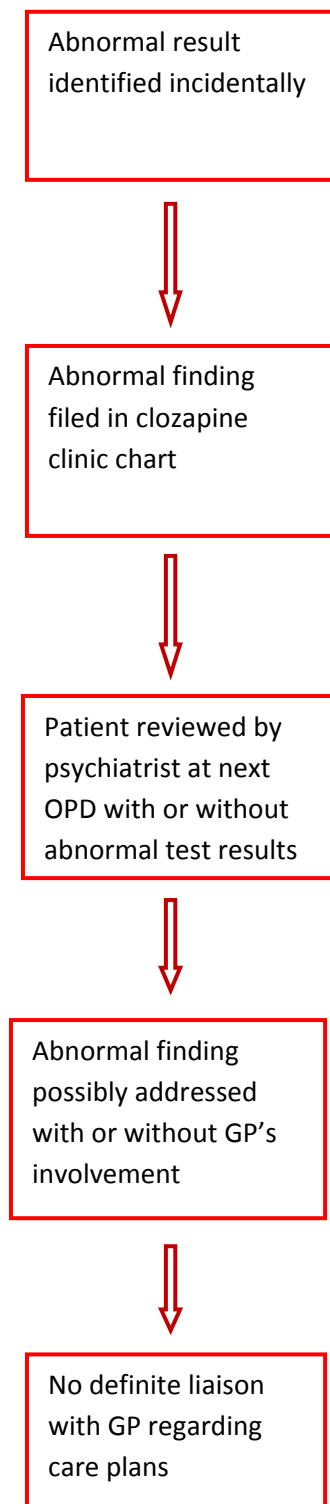 Abnormal result
identified incidentally
Abnormal finding
filed in clozapine
clinic chart
Patient reviewed by
psychiatrist at next
OPD with or without
abnormal test results
Abnormal finding
possibly addressed
with or without GP’s
involvement
No definite liaison
with GP regarding
care plans